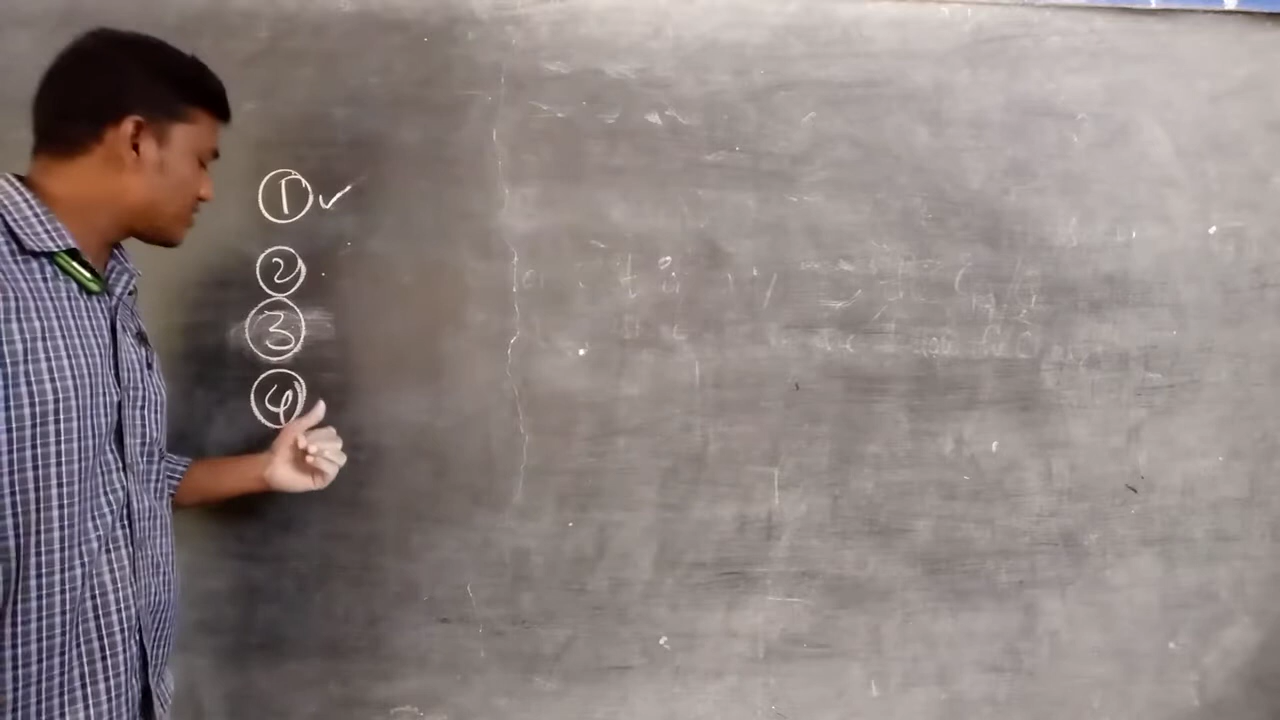 ① ✓
②
③
④